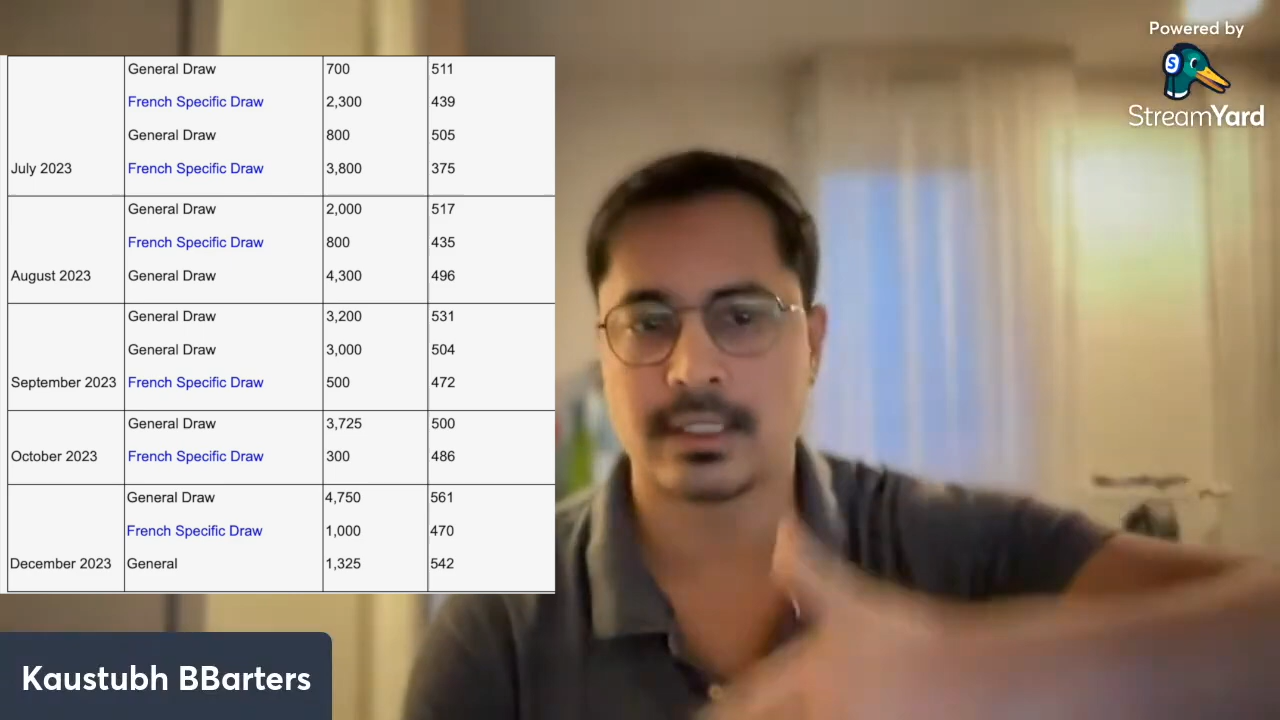 Powered by
StreamYard
General Draw 700 511
French Specific Draw 2,300 439
General Draw 800 505
July 2023 French Specific Draw 3,800 375
General Draw 2,000 517
French Specific Draw 800 435
August 2023 General Draw 4,300 496
General Draw 3,200 531
General Draw 3,000 504
September 2023 French Specific Draw 500 472
General Draw 3,725 500
October 2023 French Specific Draw 300 486
General Draw 4,750 561
French Specific Draw 1,000 470
December 2023 General 1,325 542
Kaustubh BBarters